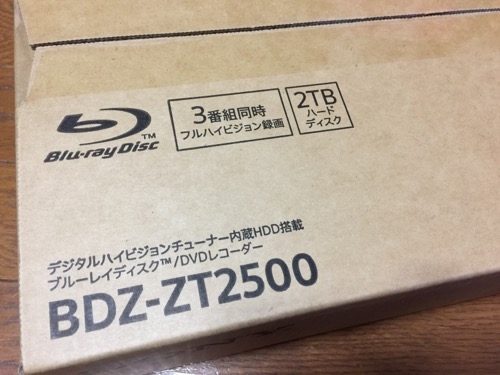 Blu-ray Disc™
3番組同時
フルハイビジョン録画
2TB
ハード
ディスク
デジタルハイビジョンチューナー内蔵HDD搭載
ブルーレイディスク™/DVDレコーダー
BDZ-ZT2500